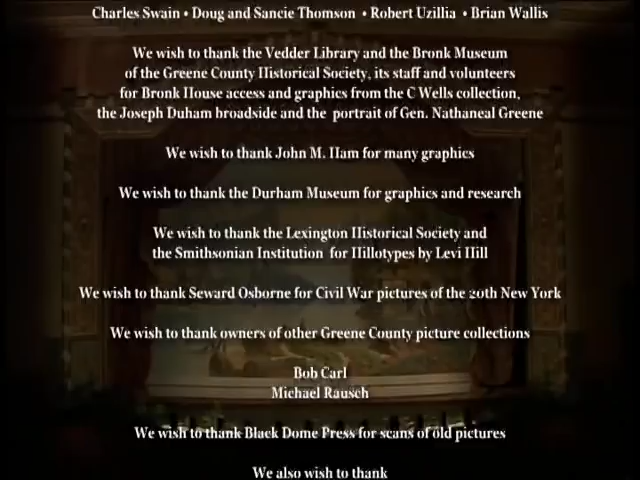 Charles Swain • Doug and Sancie Thomson • Robert Uzillia • Brian Wallis
We wish to thank the Vedder Library and the Bronk Museum
of the Greene County Historical Society, its staff and volunteers
for Bronk House access and graphics from the C Wells collection,
the Joseph Duham broadside and the portrait of Gen. Nathaneal Greene
We wish to thank John M. Ham for many graphics
We wish to thank the Durham Museum for graphics and research
We wish to thank the Lexington Historical Society and
the Smithsonian Institution for Hillotypes by Levi Hill
We wish to thank Seward Osborne for Civil War pictures of the 20th New York
We wish to thank owners of other Greene County picture collections
Bob Carl
Michael Rausch
We wish to thank Black Dome Press for scans of old pictures
We also wish to thank